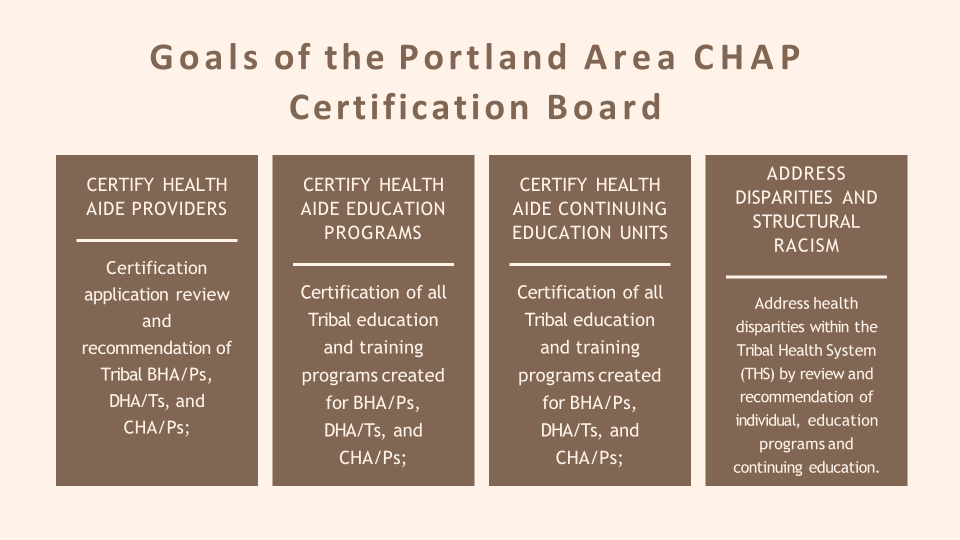 Goals of the Portland Area CHAP
Certification Board
CERTIFY HEALTH
AIDE PROVIDERS
Certification
application review
and
recommendation of
Tribal BHA/Ps,
DHA/Ts, and
CHA/Ps;
CERTIFY HEALTH
AIDE EDUCATION
PROGRAMS
Certification of all
Tribal education
and training
programs created
for BHA/Ps,
DHA/Ts, and
CHA/Ps;
CERTIFY HEALTH
AIDE CONTINUING
EDUCATION UNITS
Certification of all
Tribal education
and training
programs created
for BHA/Ps,
DHA/Ts, and
CHA/Ps;
ADDRESS
DISPARITIES AND
STRUCTURAL
RACISM
Address health
disparities within the
Tribal Health System
(THS) by review and
recommendation of
individual, education
programs and
continuing education.